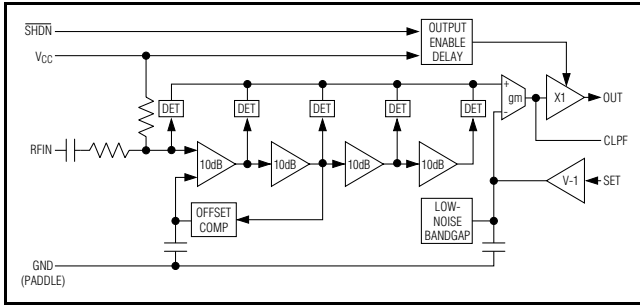 SHDN
VCC
OUTPUT
ENABLE
DELAY
DET
DET
DET
DET
DET
+
gm
-
X1
OUT
CLPF
RFIN
10dB
10dB
10dB
10dB
V-1
SET
OFFSET
COMP
LOW-
NOISE
BANDGAP
GND
(PADDLE)